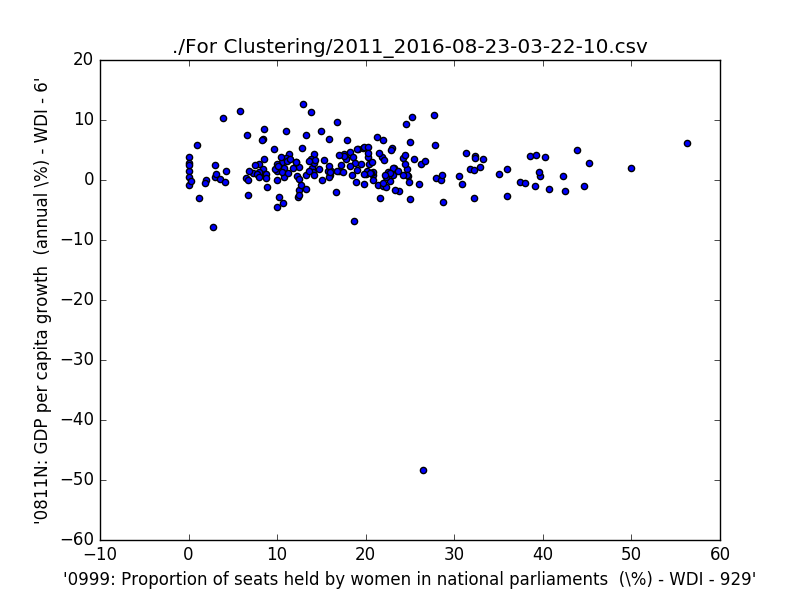 ./For Clustering/2011_2016-08-23-03-22-10.csv
20
10
0
−10
−20
−30
−40
−50
−60
'0811N: GDP per capita growth  (annual \%) - WDI - 6'
−10 0 10 20 30 40 50 60
'0999: Proportion of seats held by women in national parliaments  (\%) - WDI - 929'